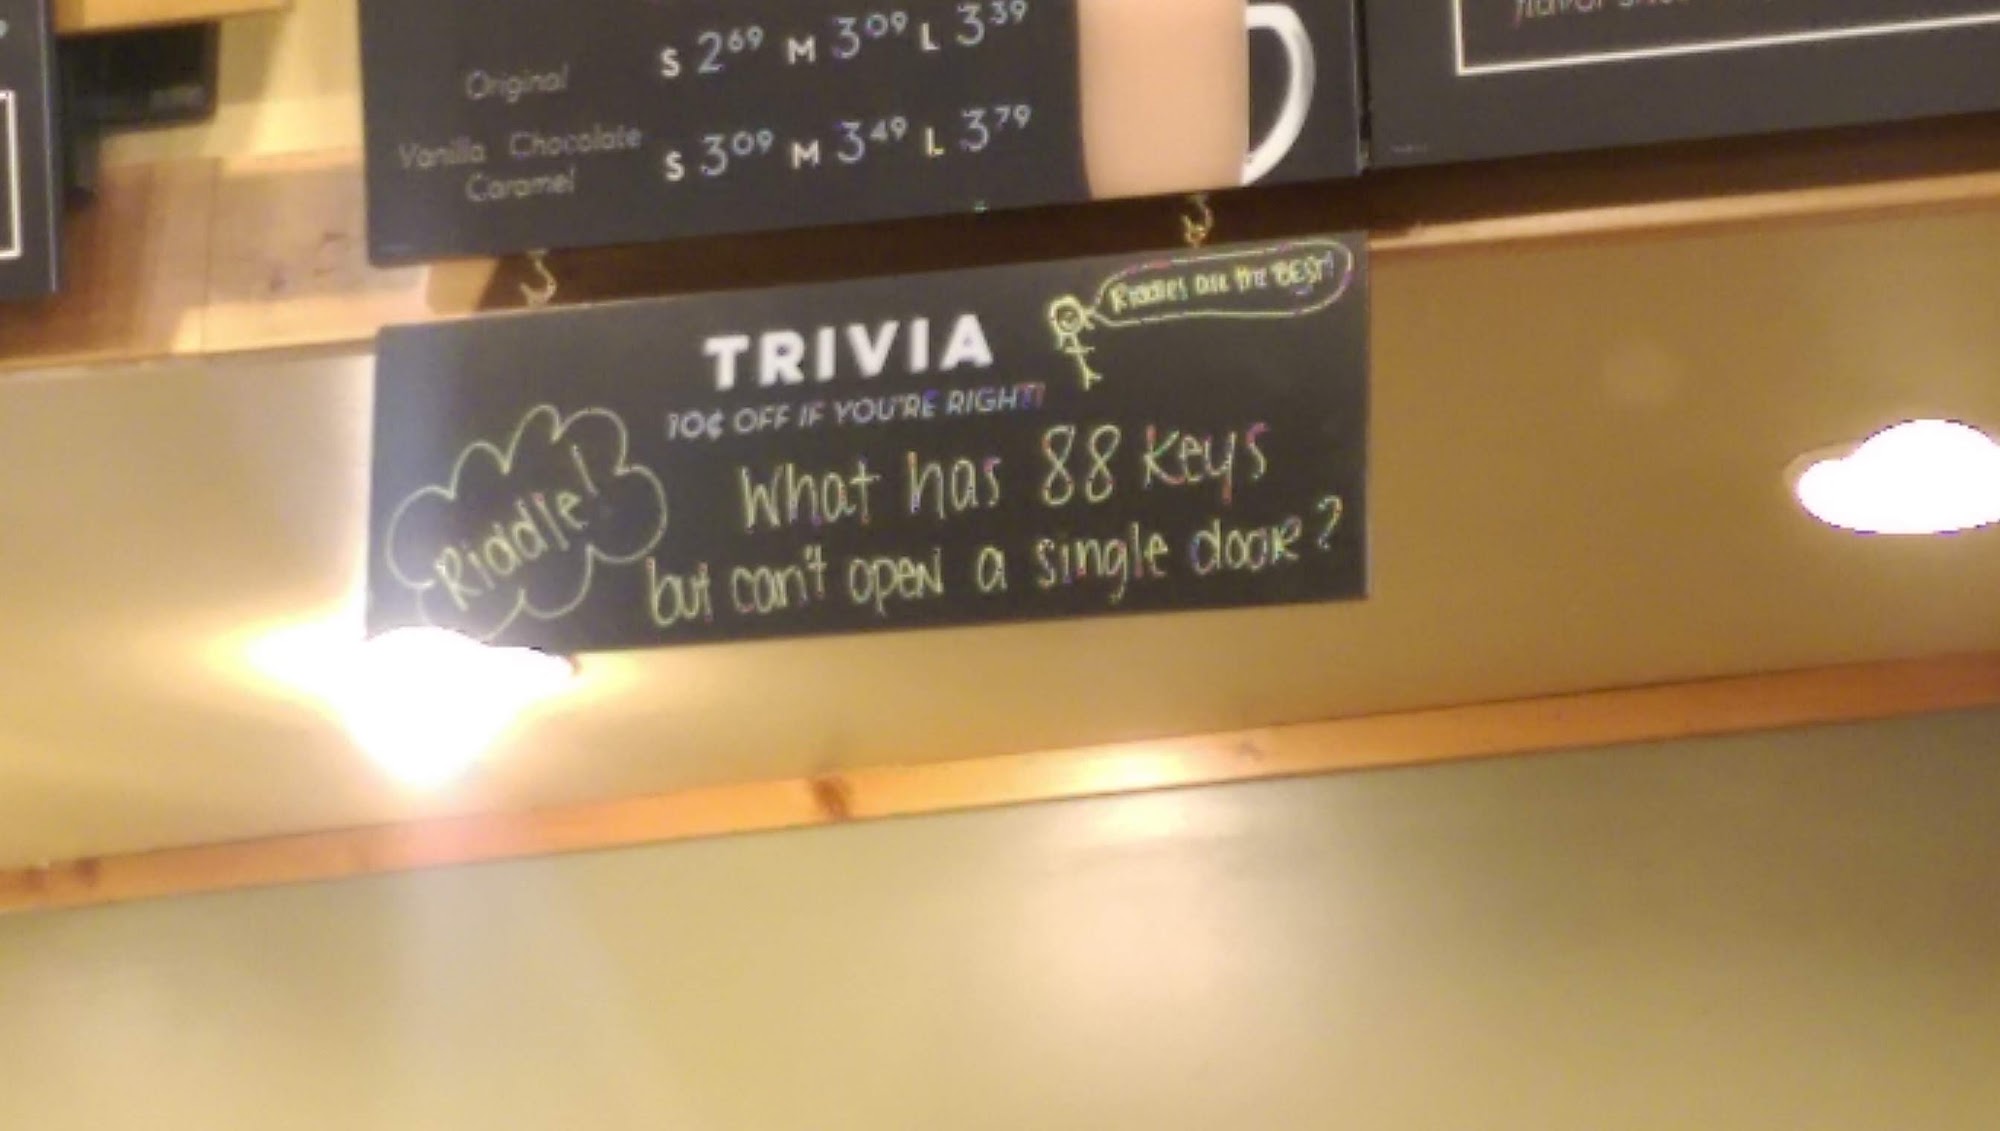 Original S 2.69 M 3.09 L 3.39
Vanilla Chocolate
Caramel S 3.09 M 3.49 L 3.79
Riddles are the BEST!
TRIVIA
10¢ OFF IF YOU'RE RIGHT!
Riddle!
What has 88 keys
but can't open a single door?